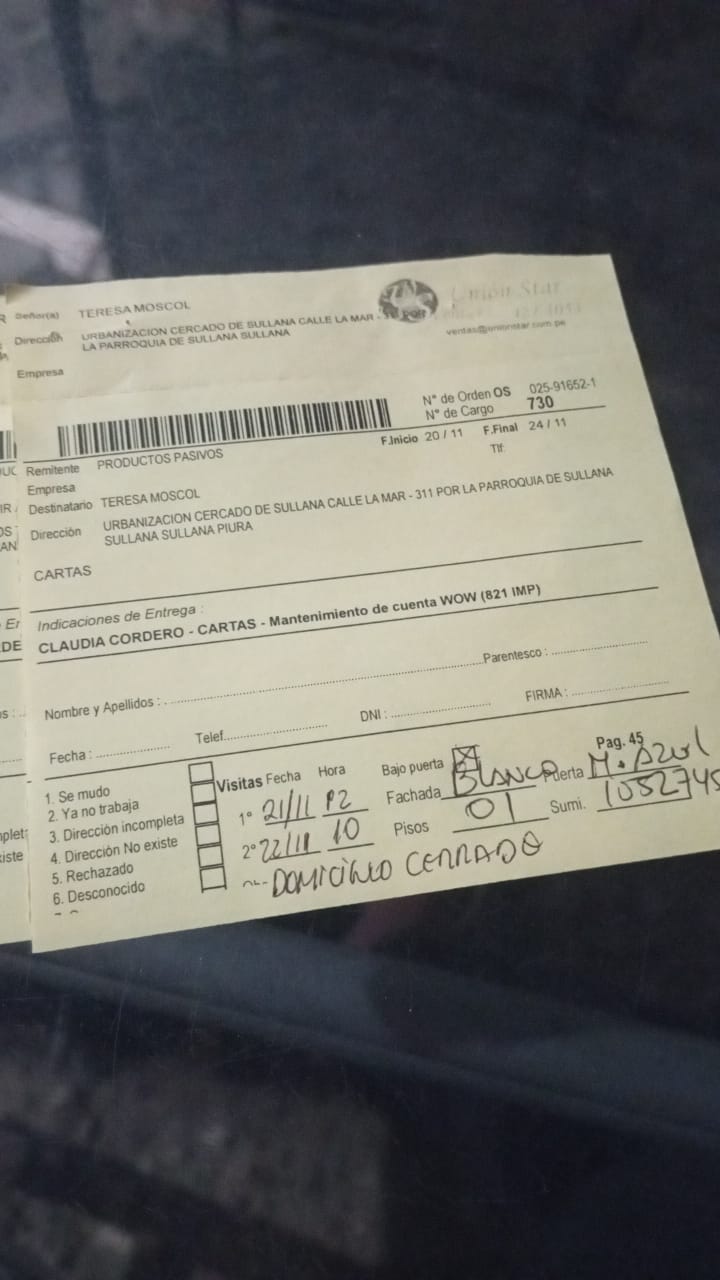 Señor(a) TERESA MOSCOL
Dirección URBANIZACION CERCADO DE SULLANA CALLE LA MAR -
LA PARROQUIA DE SULLANA SULLANA
Empresa
Union Star
ventas@unionstar.com.pe
N° de Orden OS 025-91652-1
N° de Cargo 730
F.Inicio 20 / 11 F.Final 24 / 11
Tlf.
Remitente PRODUCTOS PASIVOS
Empresa
Destinatario TERESA MOSCOL
Dirección URBANIZACION CERCADO DE SULLANA CALLE LA MAR - 311 POR LA PARROQUIA DE SULLANA
SULLANA SULLANA PIURA
CARTAS
Indicaciones de Entrega :
CLAUDIA CORDERO - CARTAS - Mantenimiento de cuenta WOW (821 IMP)
Nombre y Apellidos : Parentesco :
Fecha : Telef. DNI : FIRMA :
Pag. 45
1. Se mudo
2. Ya no trabaja
3. Dirección incompleta
4. Dirección No existe
5. Rechazado
6. Desconocido
Visitas Fecha Hora
1° 21/11 12
2° 22/11 10
Bajo puerta X
Fachada BLANCO Puerta M. AZUL
Pisos 01 Sumi. 1052745
DOMICILIO CERRADO